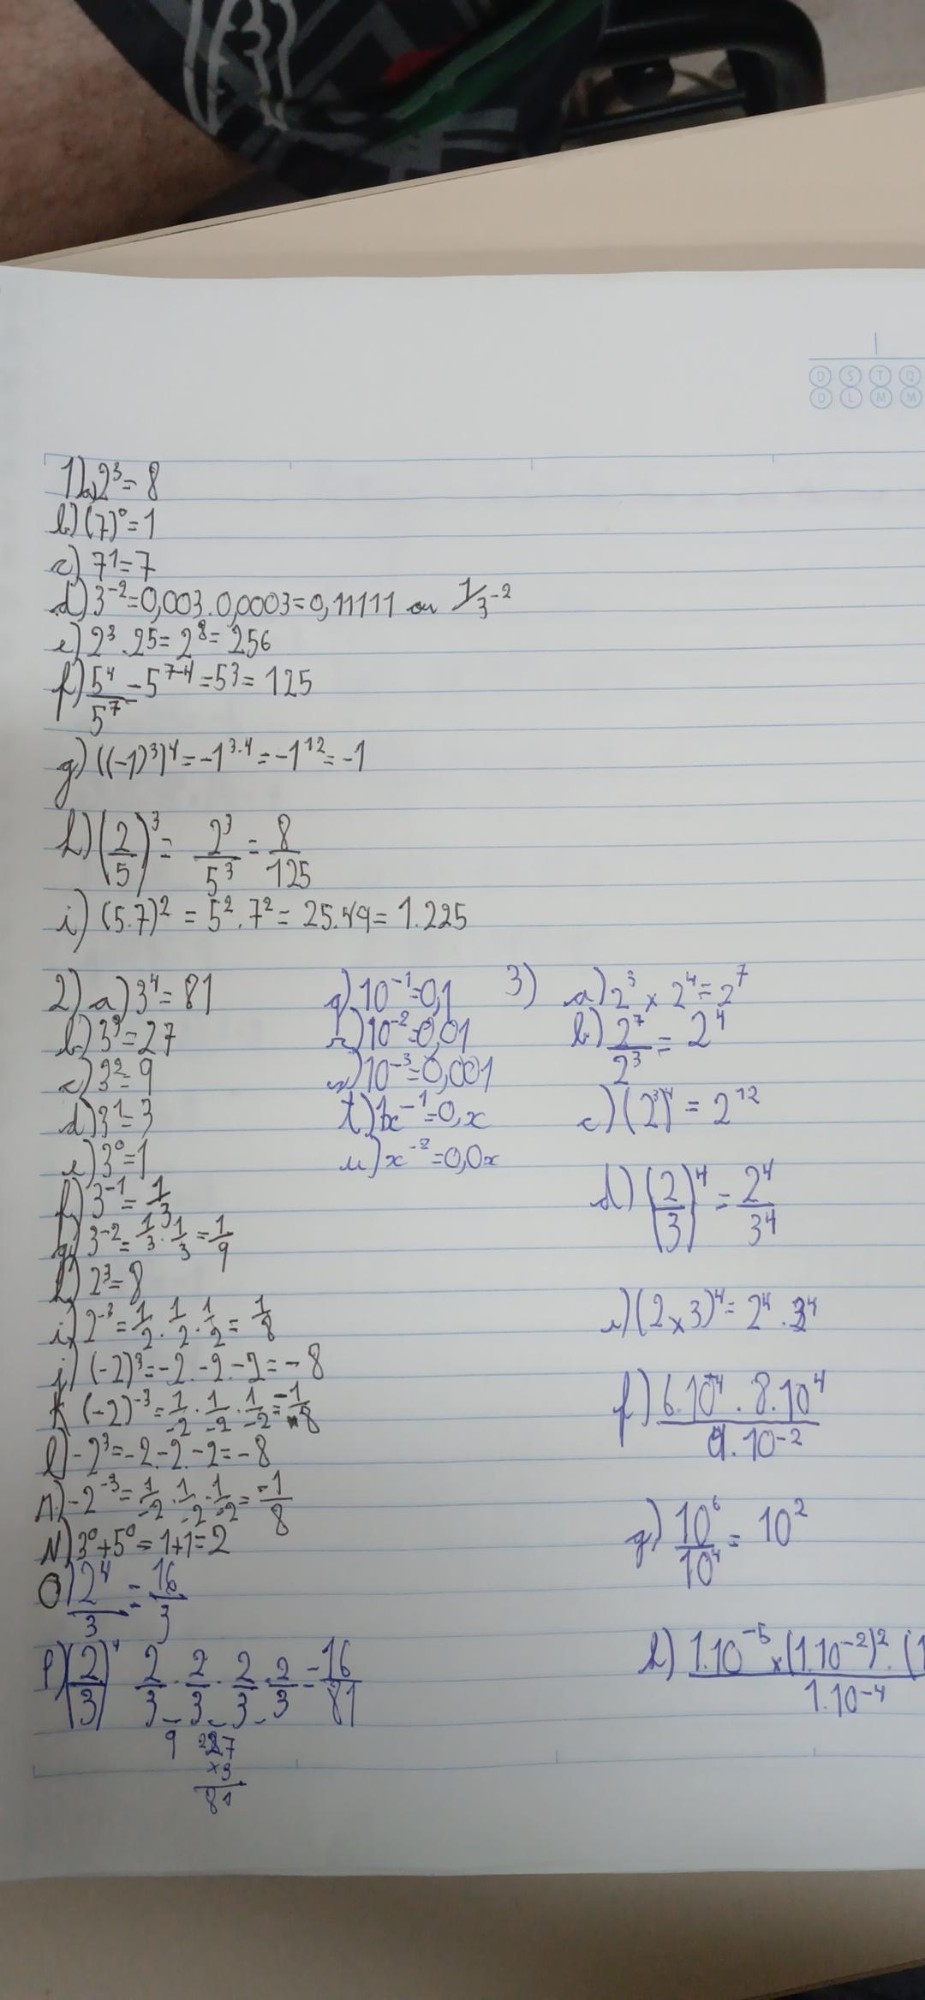 1)a)2³=8
b)(7)⁰=1
c) 7¹=7
d) 3⁻²=0,003.0,0003=0,11111 ou 1/3⁻²
e) 2³.25=2⁸=256
f) 5⁴/5⁷ - 5⁷⁻⁴=5³=125
g) ((-1)³)⁴=-1³·⁴=-1¹²=-1
h) (2/5)³= 2³/5³ = 8/125
i) (5.7)² = 5².7²=25.49=1.225
2) a) 3⁴=81
b) 3³=27
c) 3²=9
d) 3¹=3
e) 3⁰=1
f) 3⁻¹=1/3
g) 3⁻²=1/3.1/3=1/9
h) 2³=8
i) 2⁻³=1/2.1/2.1/2=1/8
j) (-2)³=-2.-2.-2=-8
K (-2)⁻³=1/-2.1/-2.1/-2=-1/8
l) -2³=-2.-2.-2=-8
M) -2⁻³=1/-2.1/-2.1/-2=-1/8
N) 3⁰+5⁰=1+1=2
O) 2⁴/3=16/3
P) (2/3)⁴ 2/3.2/3.2/3.2/3=16/81
9 27
x3
81
q) 10⁻¹=0,1
r) 10⁻²=0,01
s) 10⁻³=0,001
t) x⁻¹=0,x
u) x⁻²=0,0x
3) a) 2³ x 2⁴=2⁷
b) 2⁷/2³ = 2⁴
c) (2³)⁴ = 2¹²
d) (2/3)⁴ = 2⁴/3⁴
e) (2x3)⁴=2⁴.3⁴
f) 6.10⁻⁴.8.10⁴/4.10⁻²
g) 10⁶/10⁴ = 10²
h) 1.10⁻⁵x(1.10⁻²)².(1/1.10⁻⁴